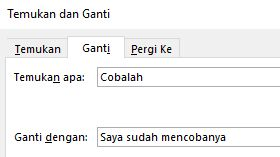 Temukan dan Ganti
Temukan Ganti Pergi Ke
Temukan apa: Cobalah
Ganti dengan: Saya sudah mencobanya